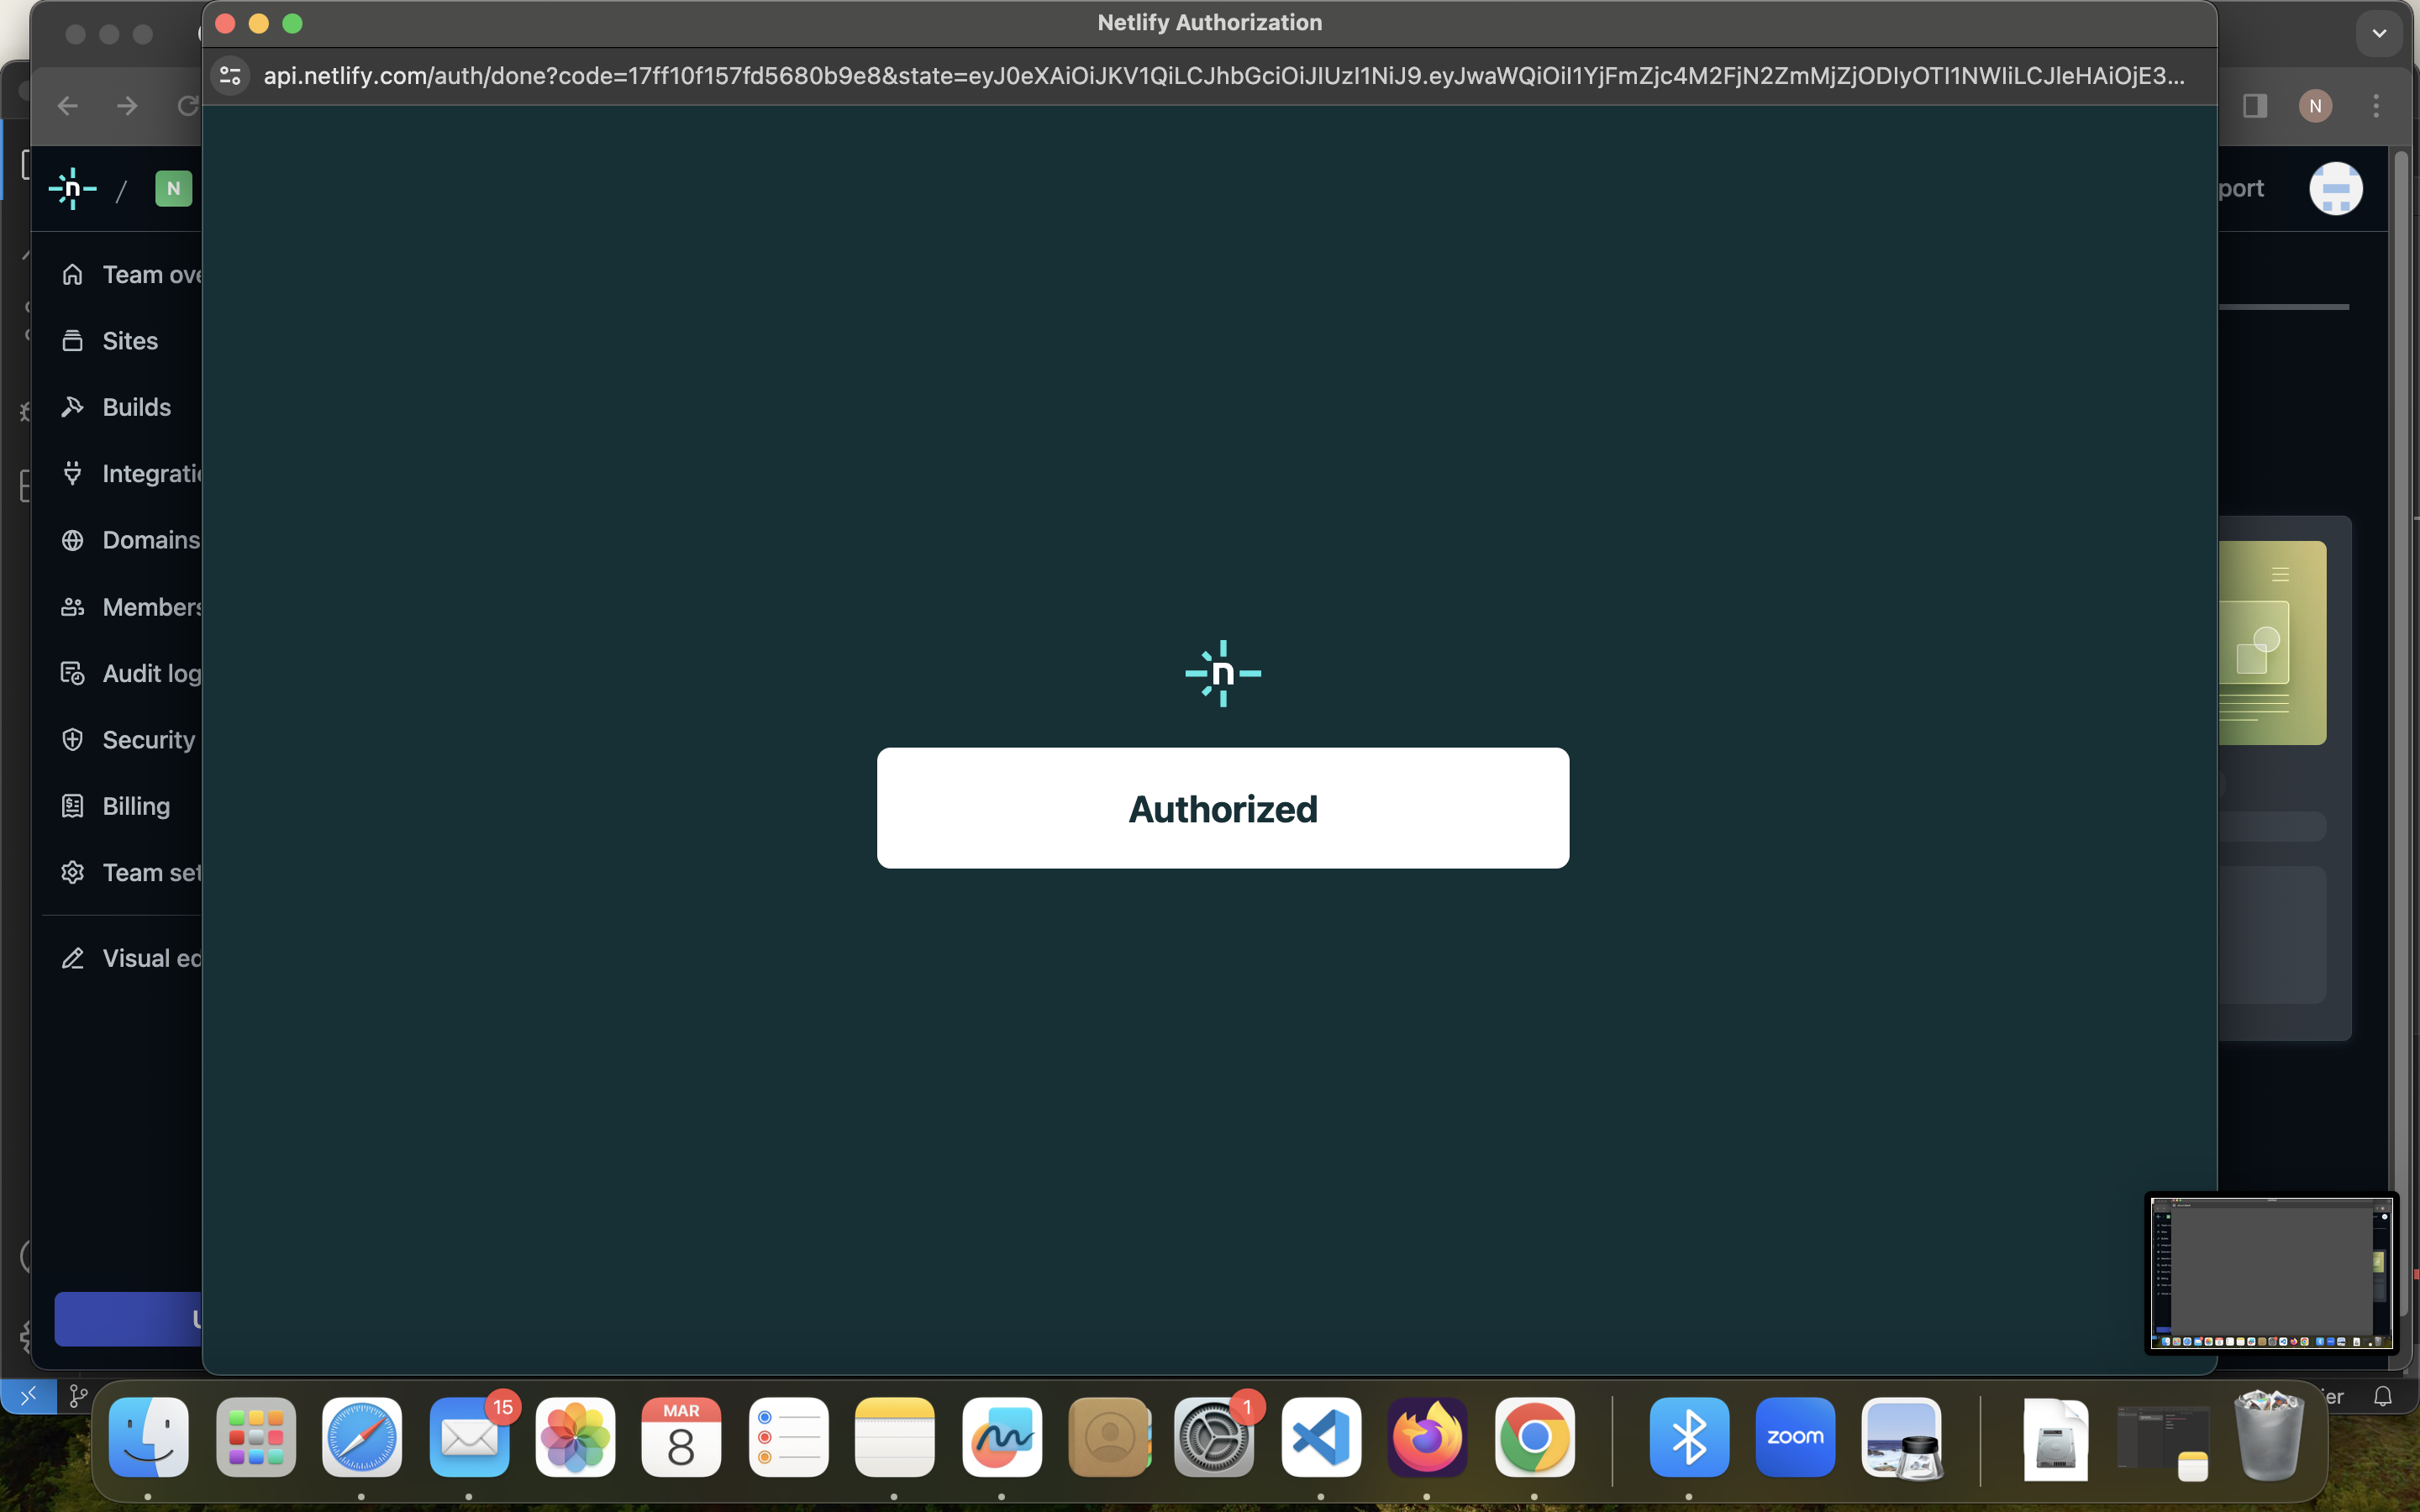 Netlify Authorization
api.netlify.com/auth/done?code=17ff10f157fd5680b9e8&state=eyJ0eXAiOiJKV1QiLCJhbGciOiJIUzI1NiJ9.eyJwaWQiOiI1YjFmZjc4M2FjN2ZmMjZjODIyOTI1NWIiLCJleHAiOjE3...
N
n / N
port
Team ove
Sites
Builds
Integrati
Domains
Members
Audit log
Security
Billing
Team set
Visual ed
n
Authorized
15
MAR
8
1
zoom
ier